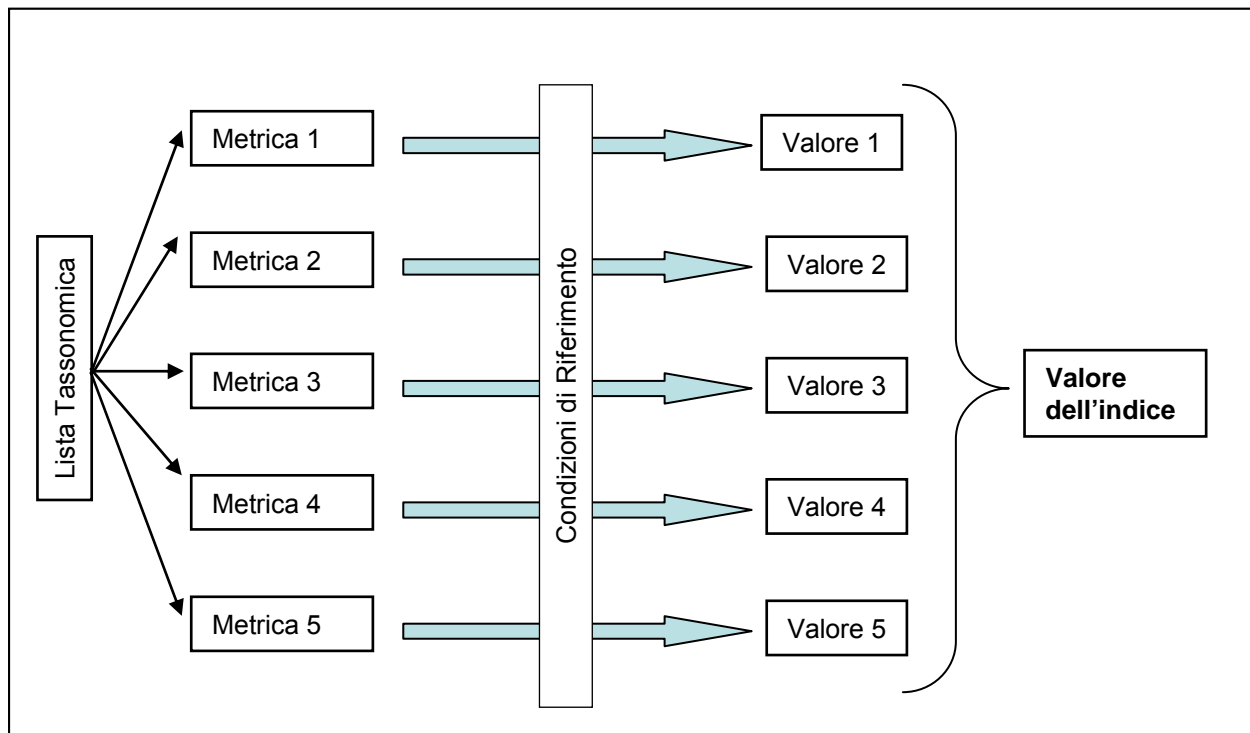 Lista Tassonomica
Metrica 1
Metrica 2
Metrica 3
Metrica 4
Metrica 5
Condizioni di Riferimento
Valore 1
Valore 2
Valore 3
Valore 4
Valore 5
Valore
dell’indice